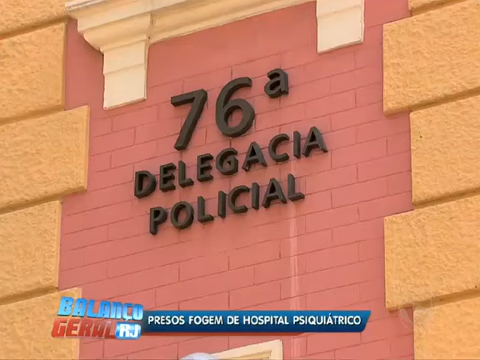 76ª
DELEGACIA
POLICIAL
BALANÇO
GERAL RJ
PRESOS FOGEM DE HOSPITAL PSIQUIÁTRICO